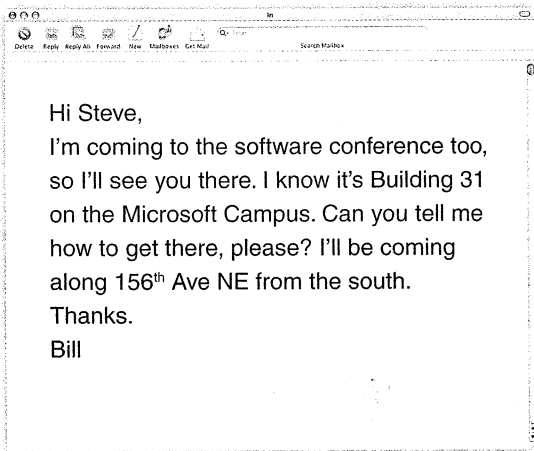 In
Delete Reply Reply All Forward New Mailboxes Get Mail Search Mailbox
Hi Steve,
I'm coming to the software conference too,
so I'll see you there. I know it's Building 31
on the Microsoft Campus. Can you tell me
how to get there, please? I'll be coming
along 156th Ave NE from the south.
Thanks.
Bill